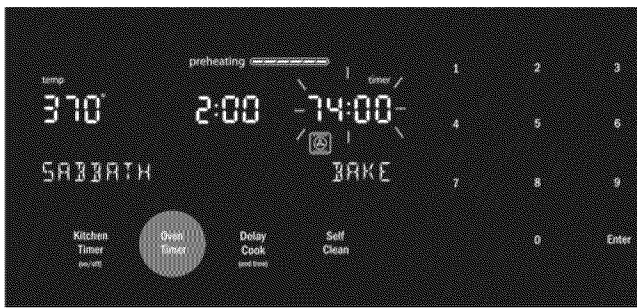 preheating
temp
timer
370°
2:00
74:00
SABBATH
BAKE
1 2 3
4 5 6
7 8 9
0 Enter
Kitchen Timer (on/off)
Oven Timer
Delay Cook (end time)
Self Clean